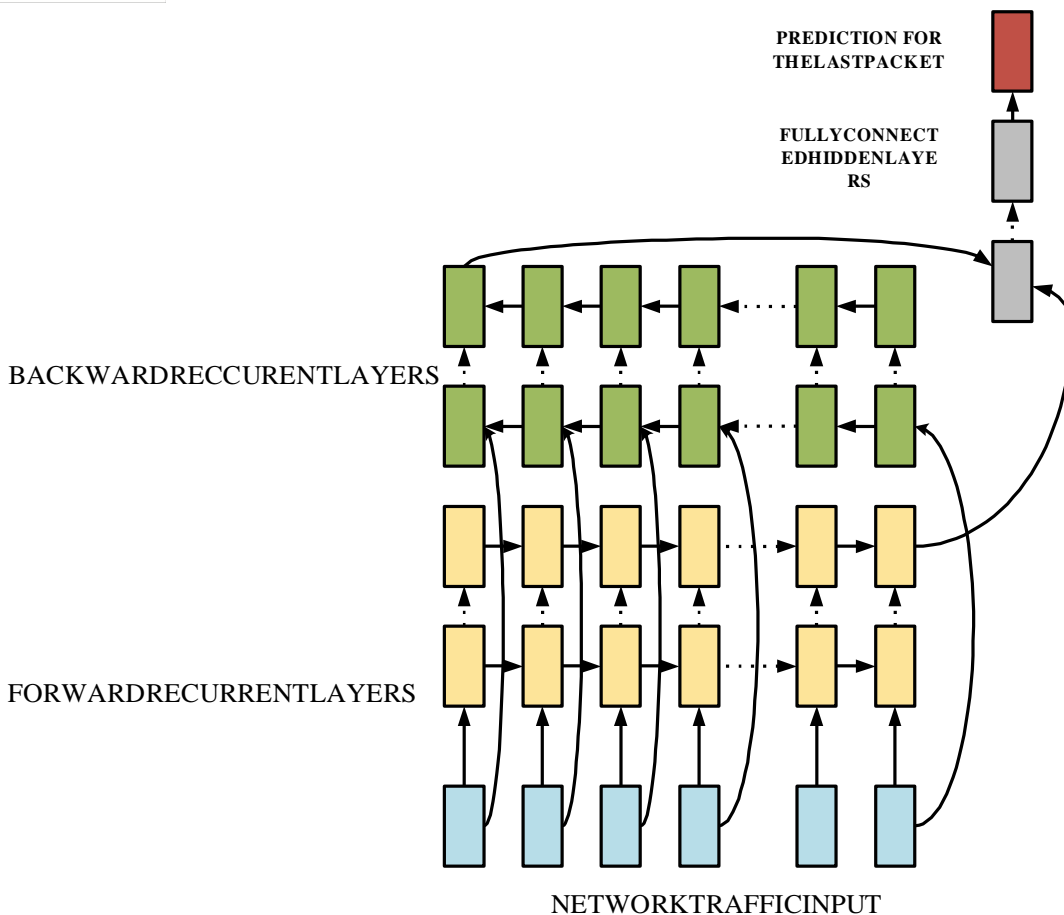 PREDICTION FOR
THELASTPACKET
FULLYCONNECT
EDHIDDENLAYE
RS
BACKWARDRECCURENTLAYERS
FORWARDRECURRENTLAYERS
NETWORKTRAFFICINPUT